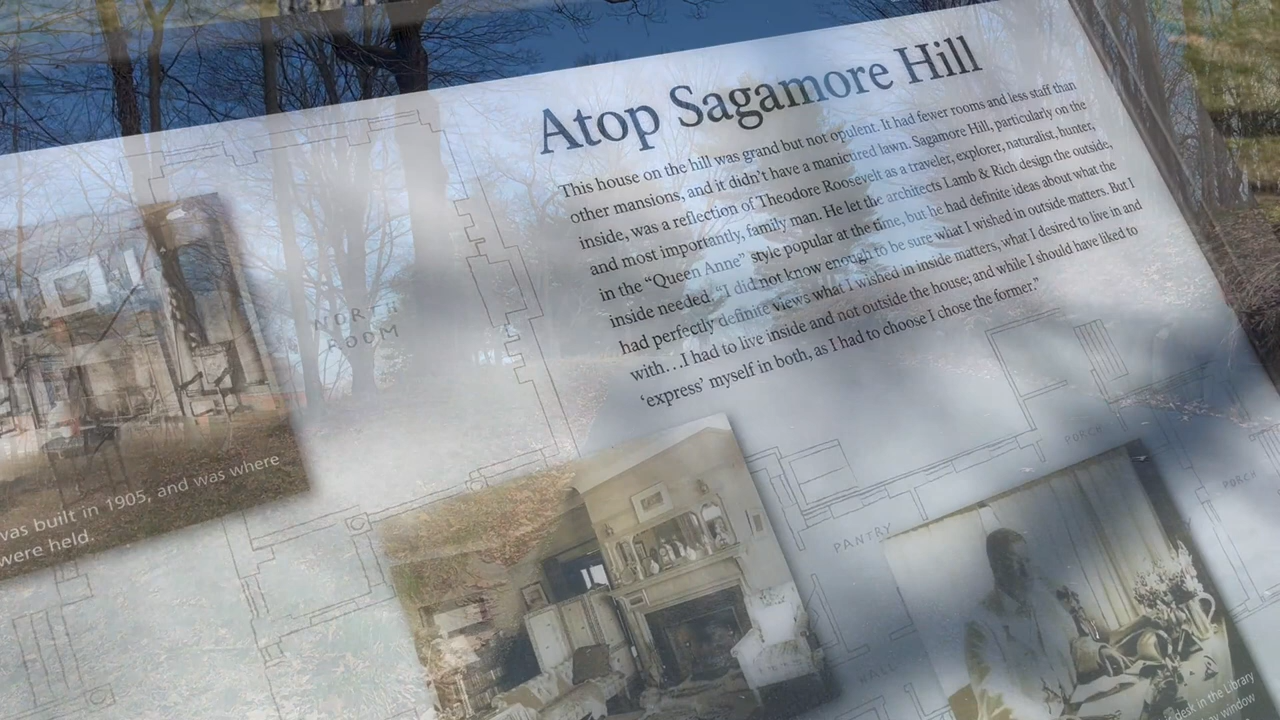 Atop Sagamore Hill
This house on the hill was grand but not opulent. It had fewer rooms and less staff than
other mansions, and it didn't have a manicured lawn. Sagamore Hill, particularly on the
inside, was a reflection of Theodore Roosevelt as a traveler, explorer, naturalist, hunter,
and most importantly, family man. He let the architects Lamb & Rich design the outside,
in the "Queen Anne" style popular at the time, but he had definite ideas about what the
inside needed. "I did not know enough to be sure what I wished in outside matters. But I
had perfectly definite views what I wished in inside matters, what I desired to live in and
with…I had to live inside and not outside the house; and while I should have liked to
'express' myself in both, as I had to choose I chose the former."
NORTH
ROOM
was built in 1905, and was where
were held.
PORCH
PORCH
PANTRY
HALL
desk in the Library
window